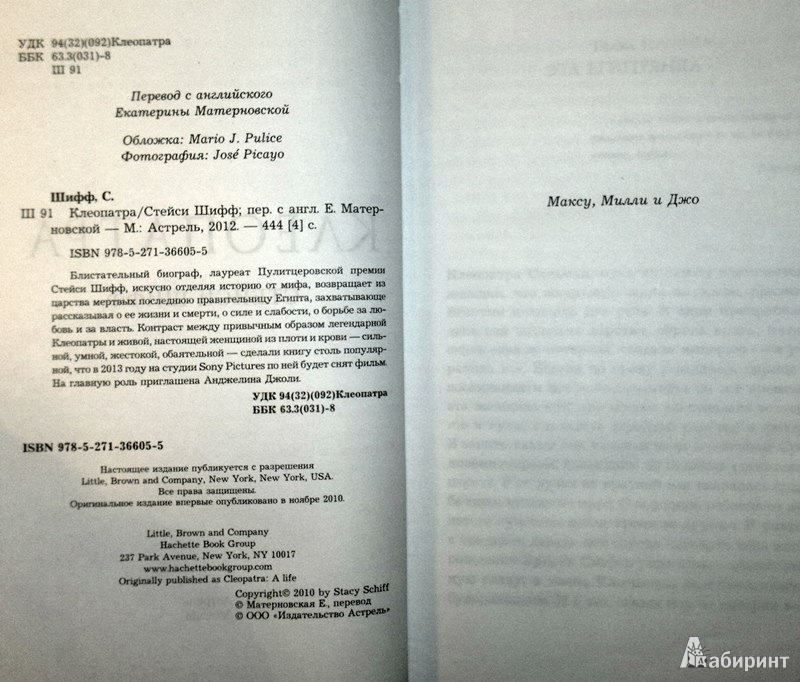 УДК 94(32)(092)Клеопатра
ББК 63.3(031)-8
Ш 91
Перевод с английского
Екатерины Матерновской
Обложка: Mario J. Pulice
Фотография: José Picayo
Шифф, С.
Ш 91 Клеопатра/Стейси Шифф; пер. с англ. Е. Матер-
новской — М.: Астрель, 2012. — 444 [4] с.
ISBN 978-5-271-36605-5
Блистательный биограф, лауреат Пулитцеровской премии
Стейси Шифф, искусно отделяя историю от мифа, возвращает из
царства мертвых последнюю правительницу Египта, захватывающе
рассказывая о ее жизни и смерти, о силе и слабости, о борьбе за лю-
бовь и за власть. Контраст между привычным образом легендарной
Клеопатры и живой, настоящей женщиной из плоти и крови — силь-
ной, умной, жестокой, обаятельной — сделали книгу столь популяр-
ной, что в 2013 году на студии Sony Pictures по ней будет снят фильм.
На главную роль приглашена Анджелина Джоли.
УДК 94(32)(092)Клеопатра
ББК 63.3(031)-8
ISBN 978-5-271-36605-5
Настоящее издание публикуется с разрешения
Little, Brown and Company, New York, New York, USA.
Все права защищены.
Оригинальное издание впервые опубликовано в ноябре 2010.
Little, Brown and Company
Hachette Book Group
237 Park Avenue, New York, NY 10017
www.hachettebookgroup.com
Originally published as Cleopatra: A life
Copyright© 2010 by Stacy Schiff
© Матерновская Е., перевод
© ООО «Издательство Астрель»
Максу, Милли и Джо
Лабиринт